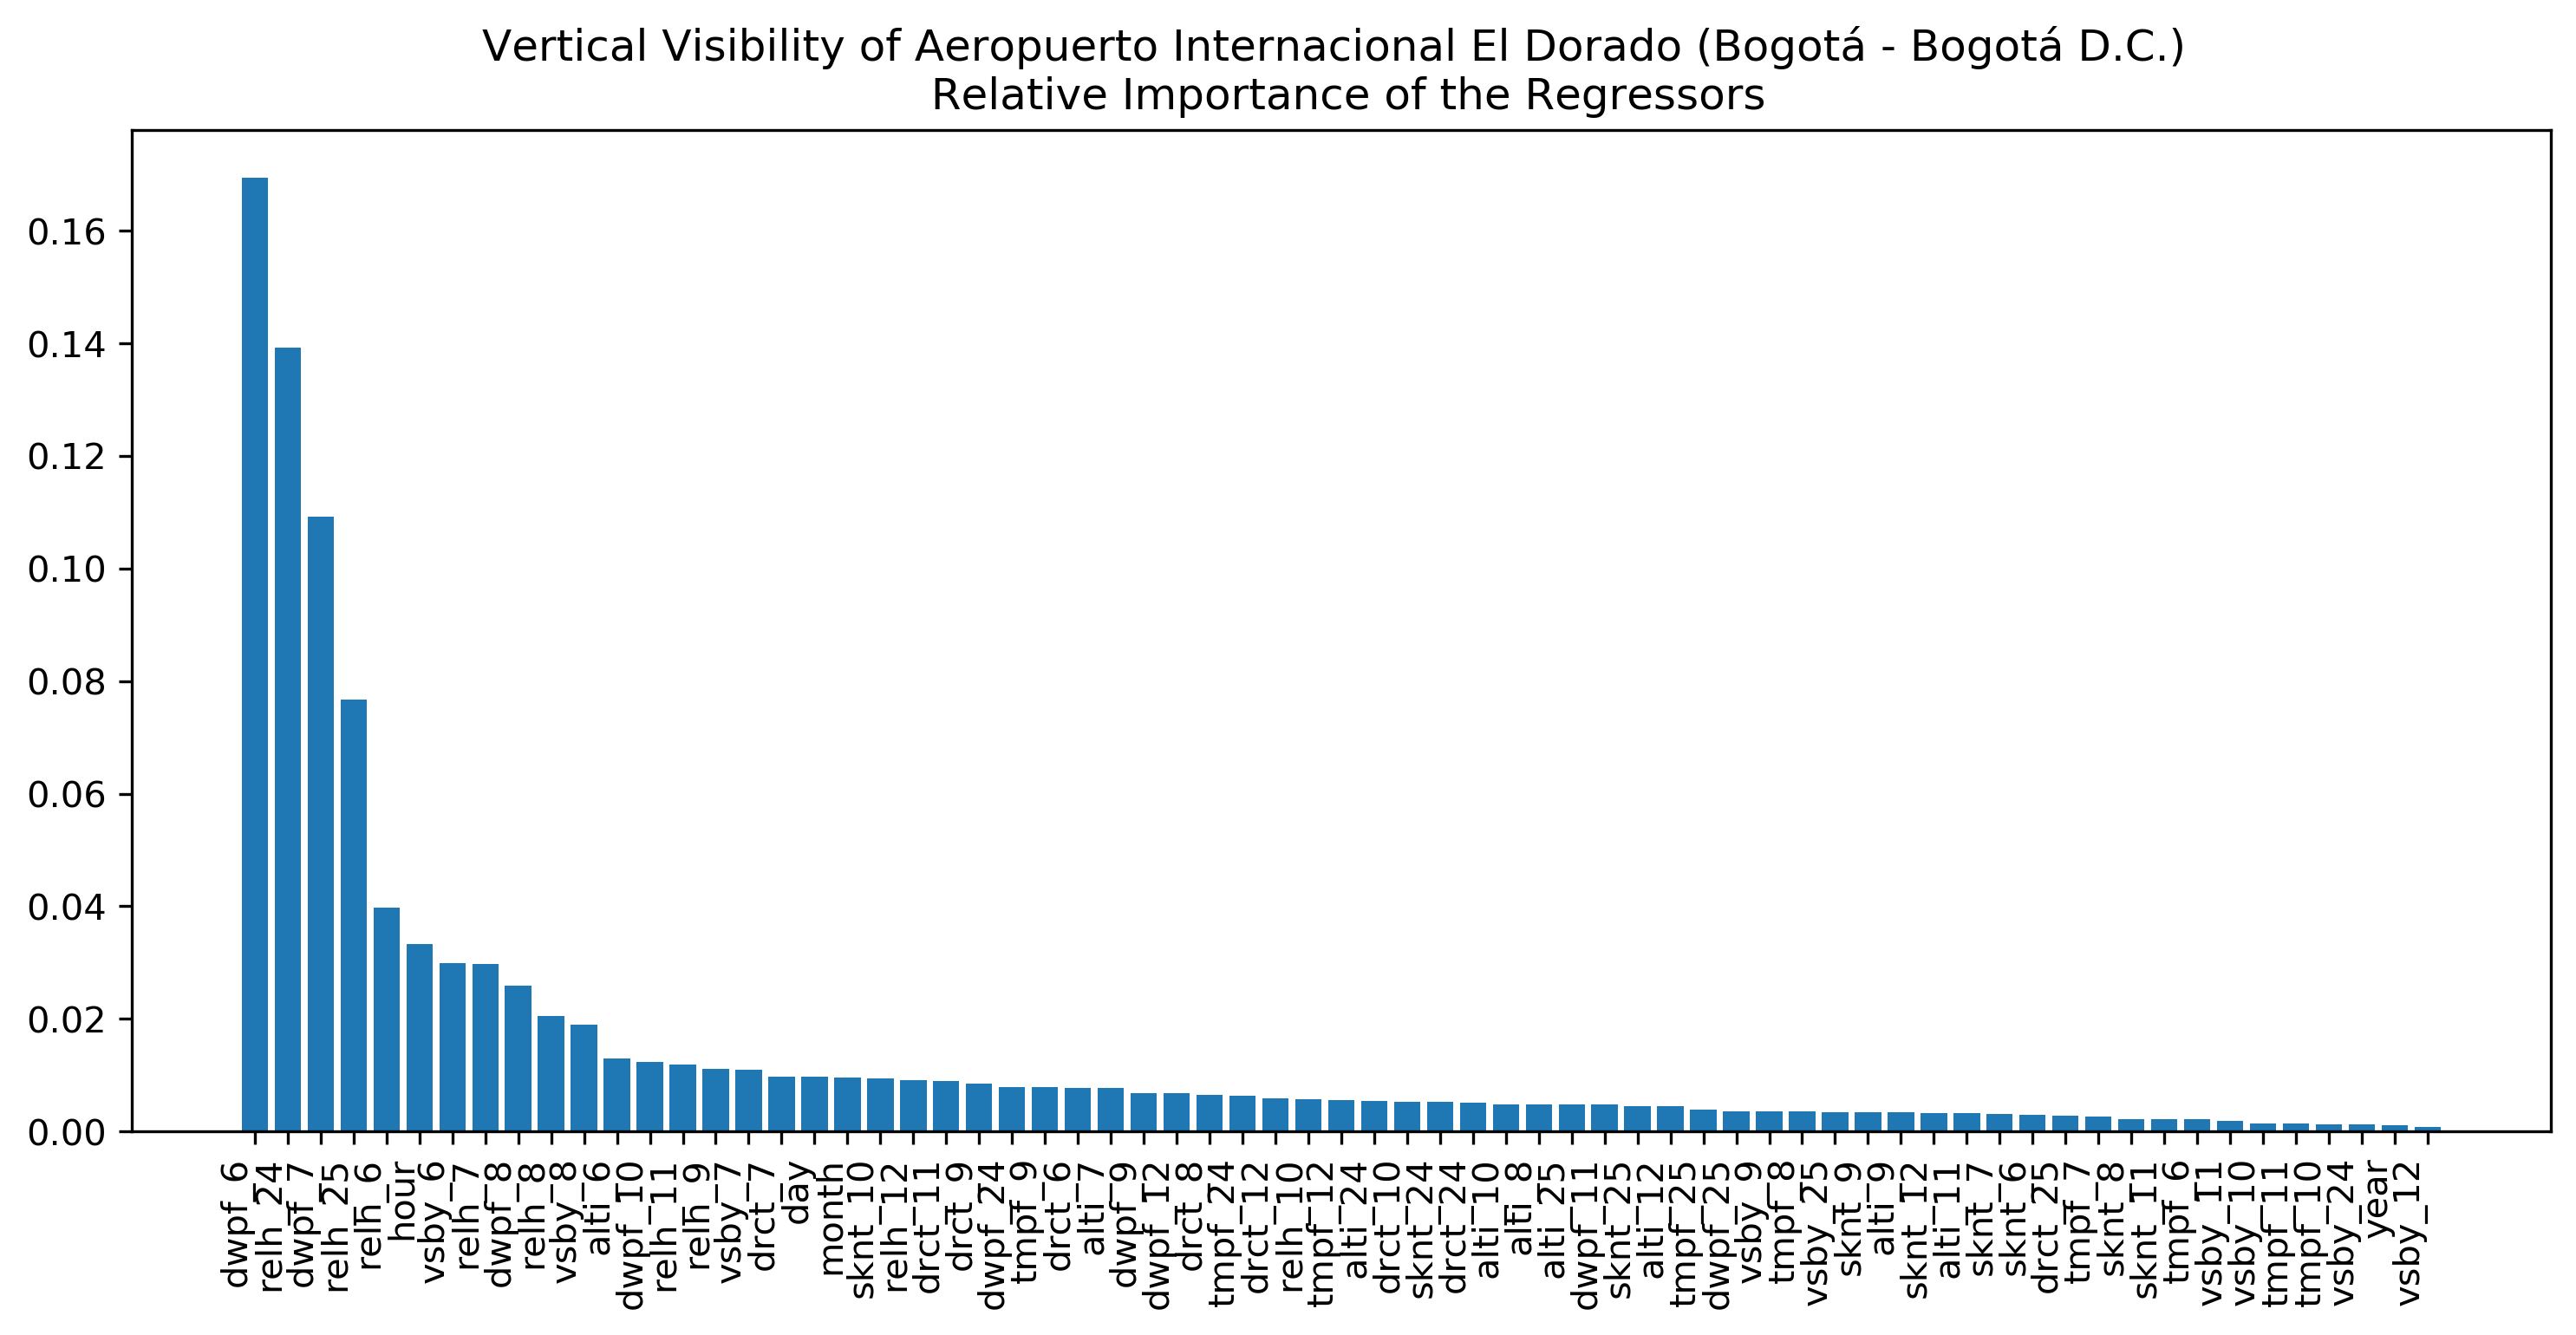 Vertical Visibility of Aeropuerto Internacional El Dorado (Bogotá - Bogotá D.C.)
Relative Importance of the Regressors
0.16
0.14
0.12
0.10
0.08
0.06
0.04
0.02
0.00
dwpf_6
relh_24
dwpf_7
relh_25
relh_6
hour
vsby_6
relh_7
dwpf_8
relh_8
vsby_8
alti_6
dwpf_10
relh_11
relh_9
vsby_7
drct_7
day
month
sknt_10
relh_12
drct_11
drct_9
dwpf_24
tmpf_9
drct_6
alti_7
dwpf_9
dwpf_12
drct_8
tmpf_24
drct_12
relh_10
tmpf_12
alti_24
drct_10
sknt_24
drct_24
alti_10
alti_8
alti_25
dwpf_11
sknt_25
alti_12
tmpf_25
dwpf_25
vsby_9
tmpf_8
vsby_25
sknt_9
alti_9
sknt_12
alti_11
sknt_7
sknt_6
drct_25
tmpf_7
sknt_8
sknt_11
tmpf_6
vsby_11
vsby_10
tmpf_11
tmpf_10
vsby_24
year
vsby_12